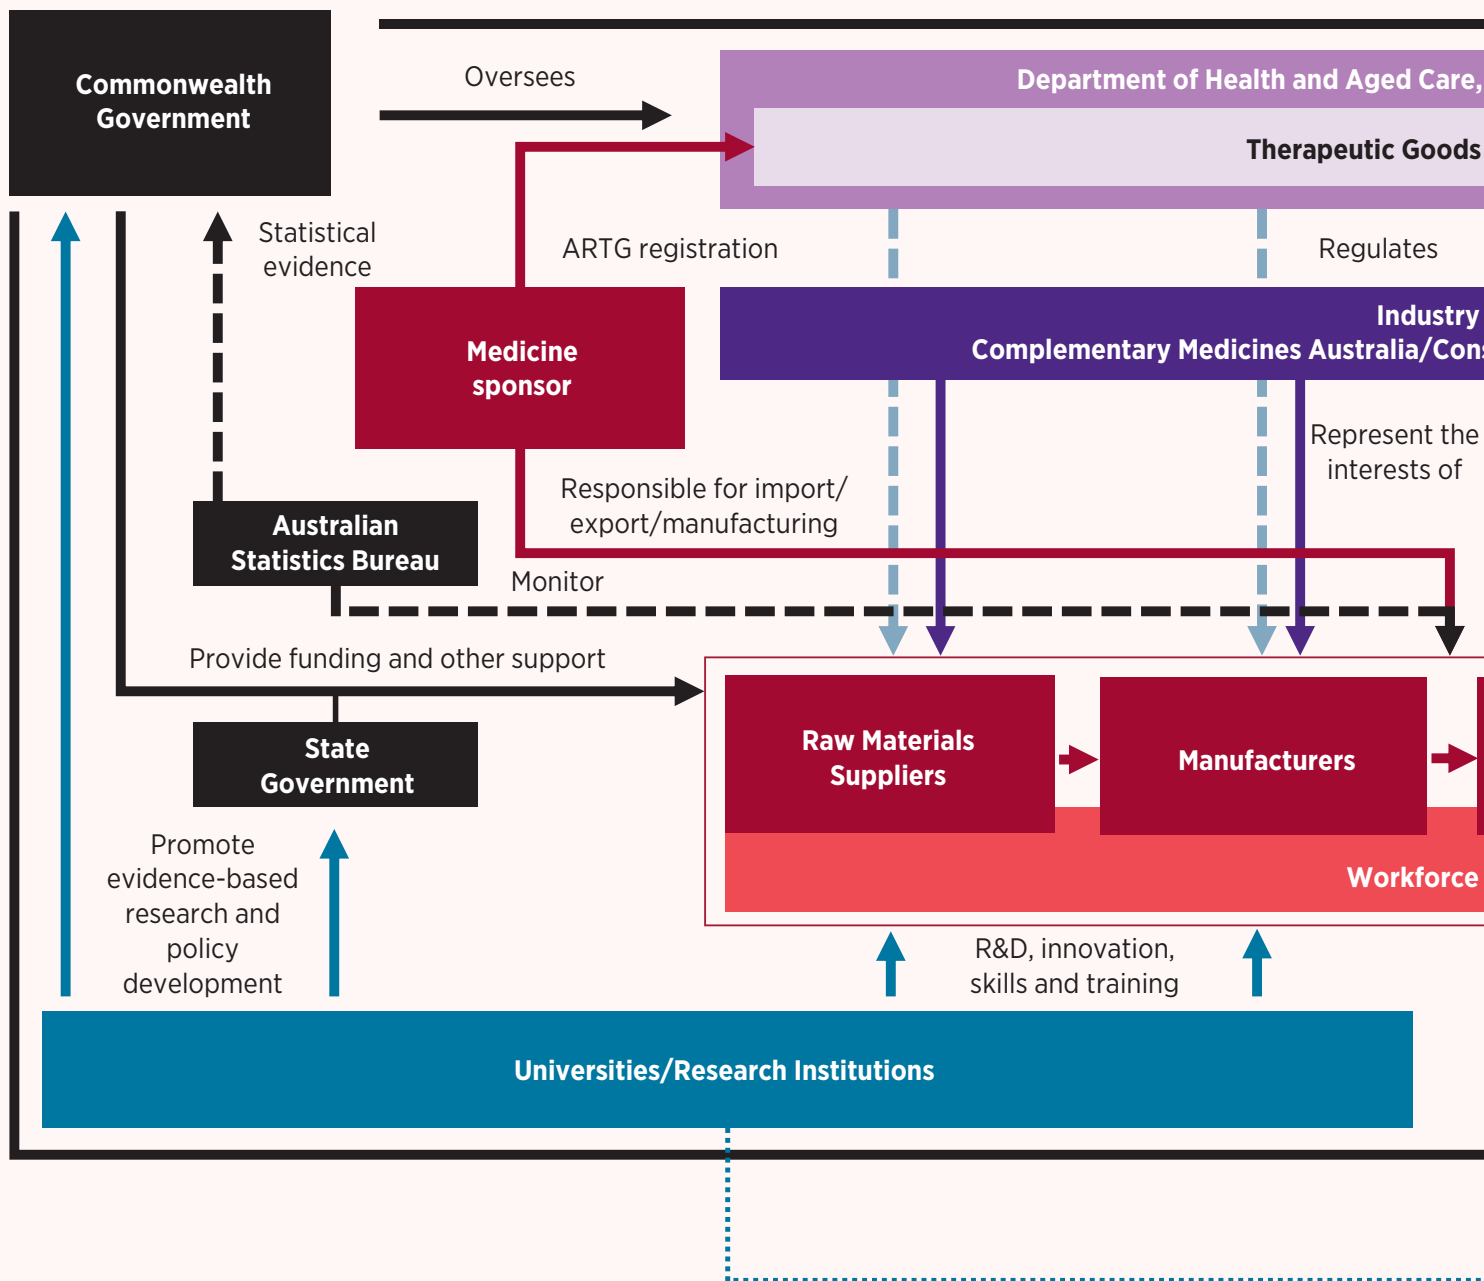 Commonwealth
Government
Oversees
Department of Health and Aged Care,
Therapeutic Goods
Statistical
evidence
ARTG registration
Regulates
Medicine
sponsor
Industry
Complementary Medicines Australia/Cons
Represent the
interests of
Responsible for import/
export/manufacturing
Australian
Statistics Bureau
Monitor
Provide funding and other support
State
Government
Raw Materials
Suppliers
Manufacturers
Workforce
Promote
evidence-based
research and
policy
development
R&D, innovation,
skills and training
Universities/Research Institutions